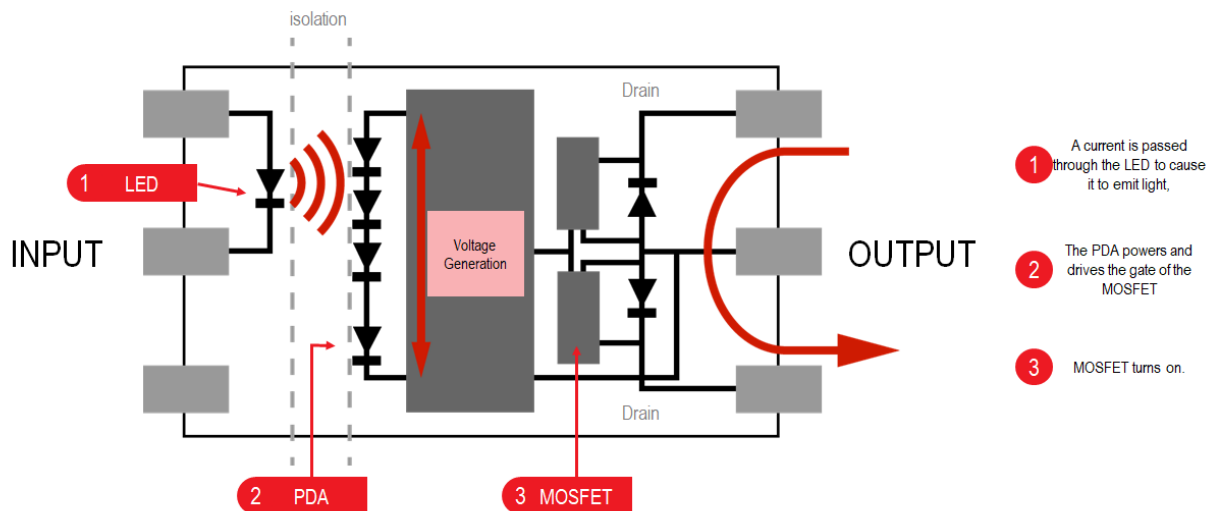 isolation
Drain
1 LED
INPUT
Voltage
Generation
OUTPUT
Drain
2 PDA
3 MOSFET
1
A current is passed
through the LED to cause
it to emit light,
2
The PDA powers and
drives the gate of the
MOSFET
3
MOSFET turns on.